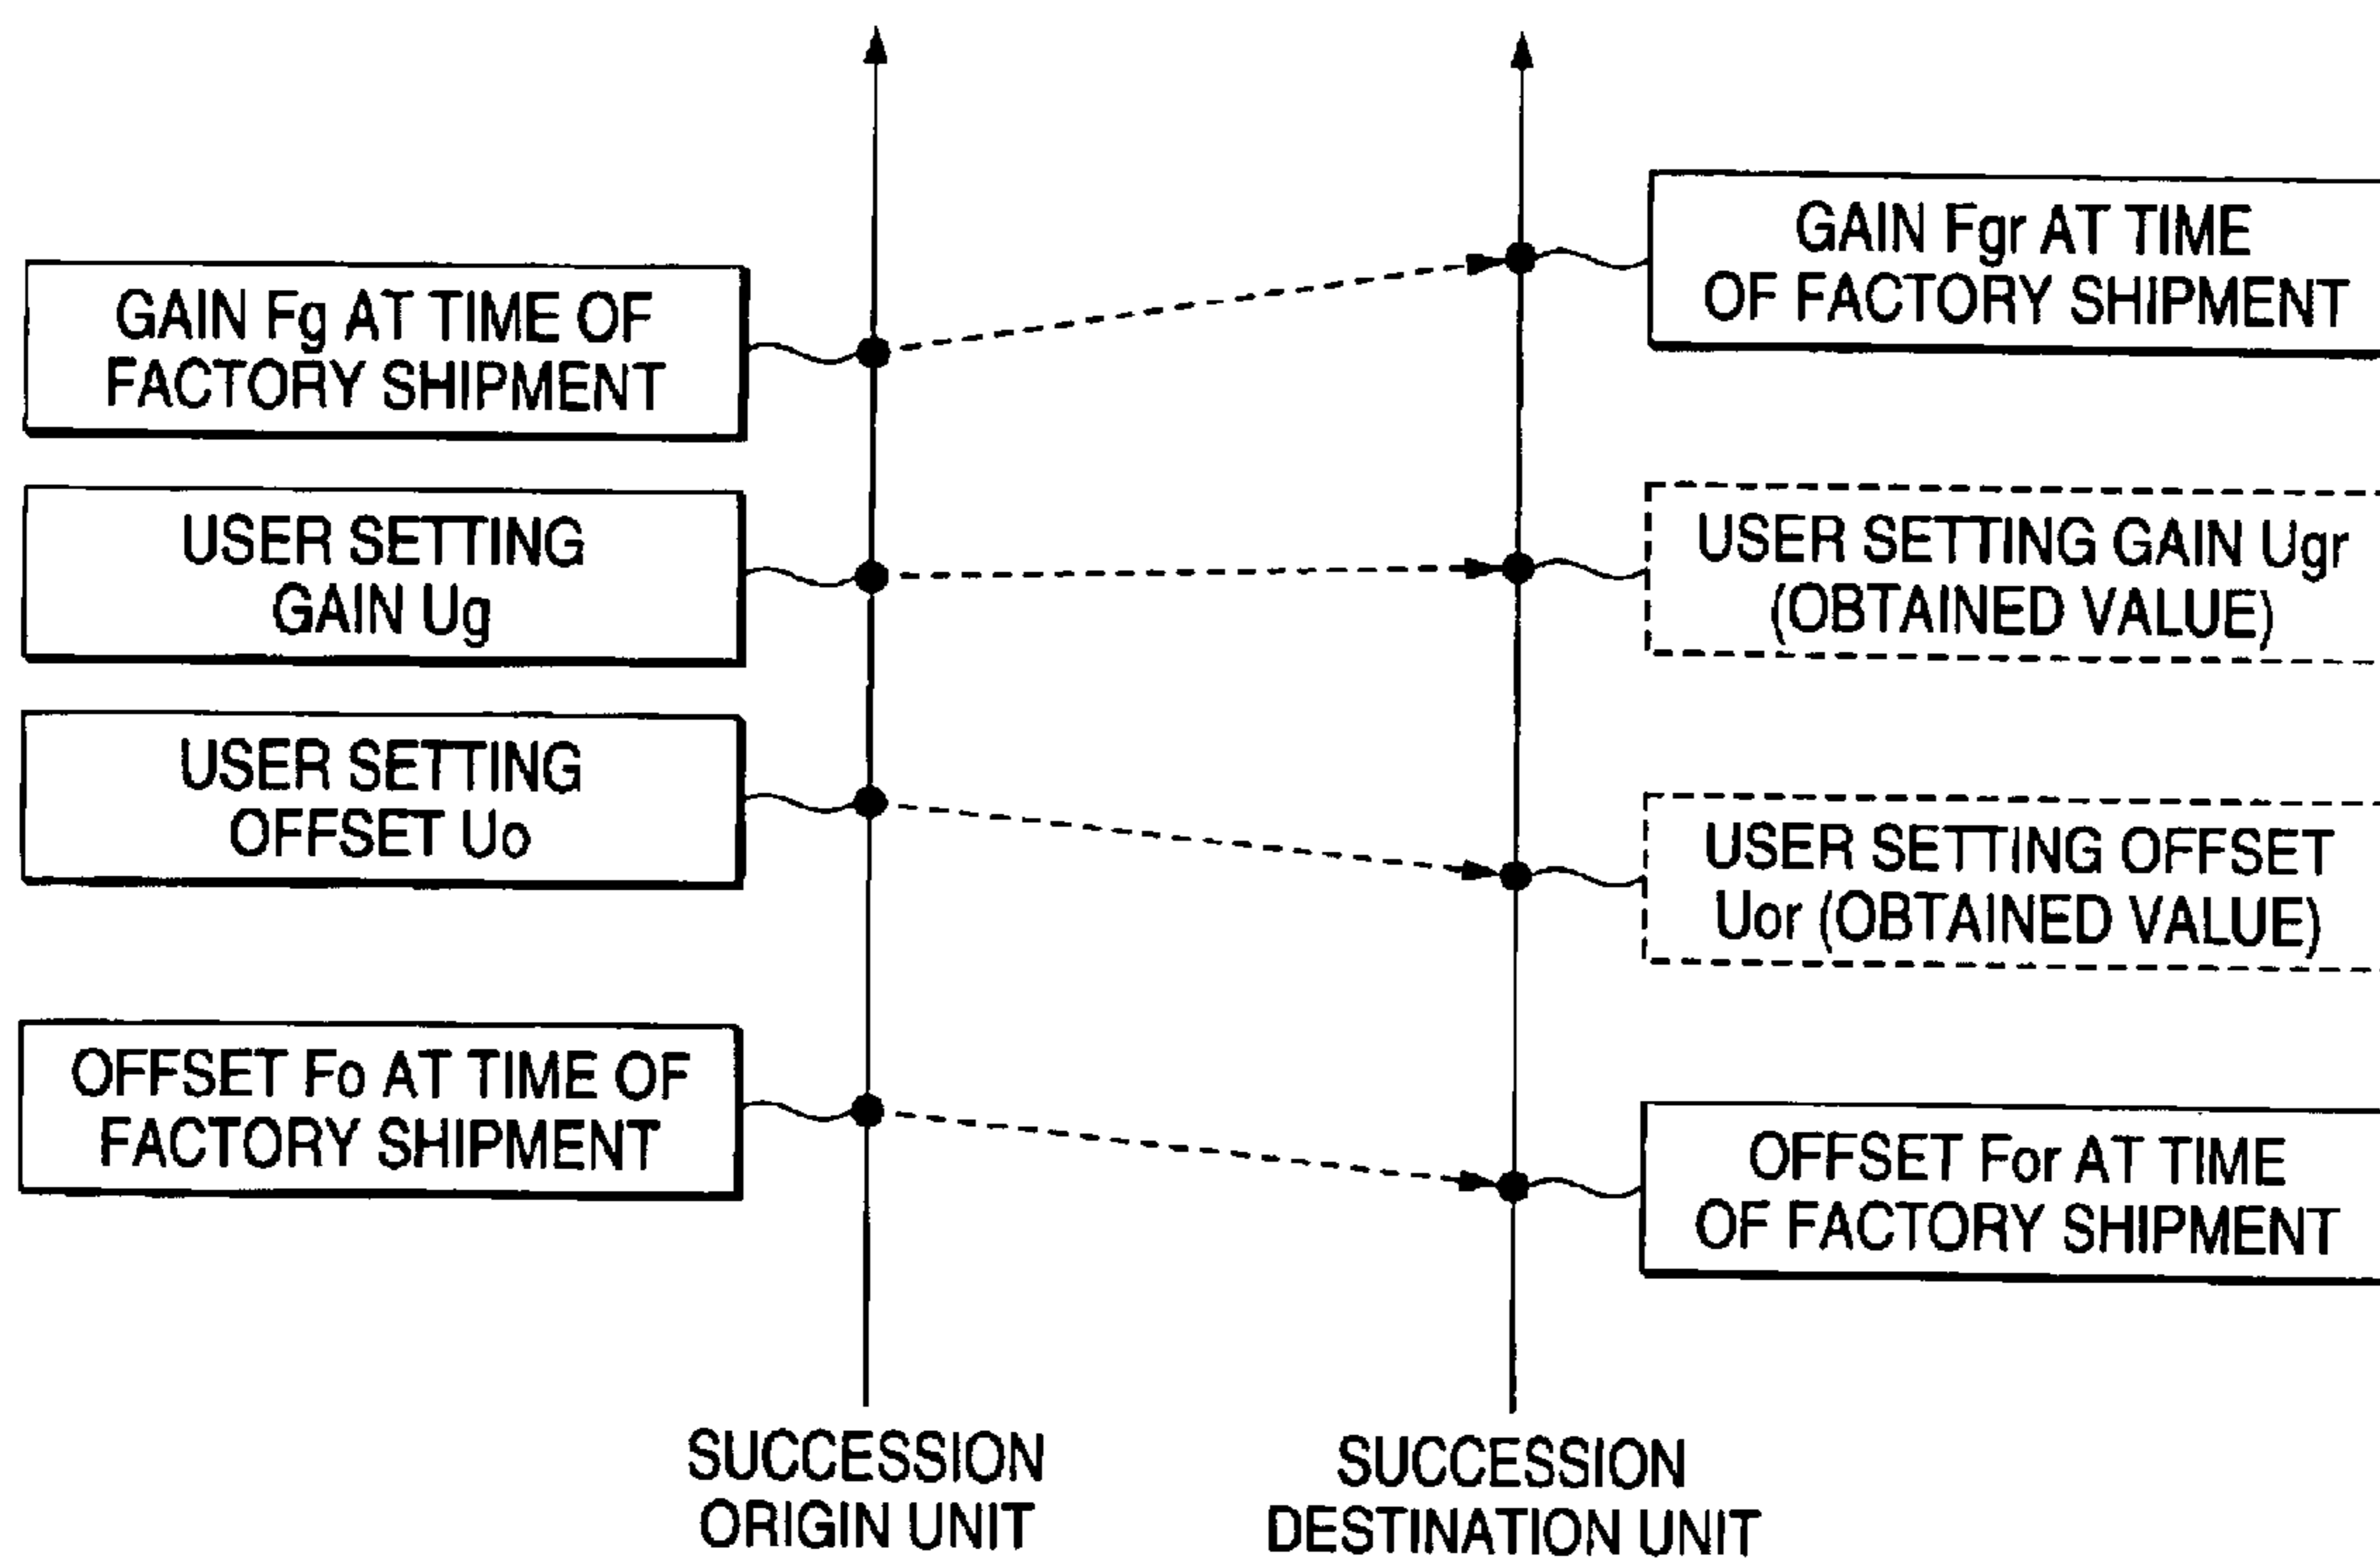 GAIN Fg AT TIME OF
FACTORY SHIPMENT
USER SETTING
GAIN Ug
USER SETTING
OFFSET Uo
OFFSET Fo AT TIME OF
FACTORY SHIPMENT
GAIN Fgr AT TIME
OF FACTORY SHIPMENT
USER SETTING GAIN Ugr
(OBTAINED VALUE)
USER SETTING OFFSET
Uor (OBTAINED VALUE)
OFFSET For AT TIME
OF FACTORY SHIPMENT
SUCCESSION
ORIGIN UNIT
SUCCESSION
DESTINATION UNIT